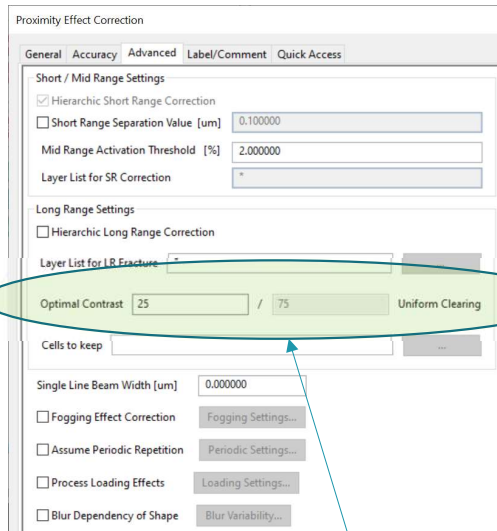 Proximity Effect Correction
General Accuracy Advanced Label/Comment Quick Access
Short / Mid Range Settings
Hierarchic Short Range Correction
Short Range Separation Value [um] 0.100000
Mid Range Activation Threshold [%] 2.000000
Layer List for SR Correction *
Long Range Settings
Hierarchic Long Range Correction
Layer List for LR Fracture *
Optimal Contrast 25 / 75 Uniform Clearing
Cells to keep ...
Single Line Beam Width [um] 0.000000
Fogging Effect Correction Fogging Settings...
Assume Periodic Repetition Periodic Settings...
Process Loading Effects Loading Settings...
Blur Dependency of Shape Blur Variability...